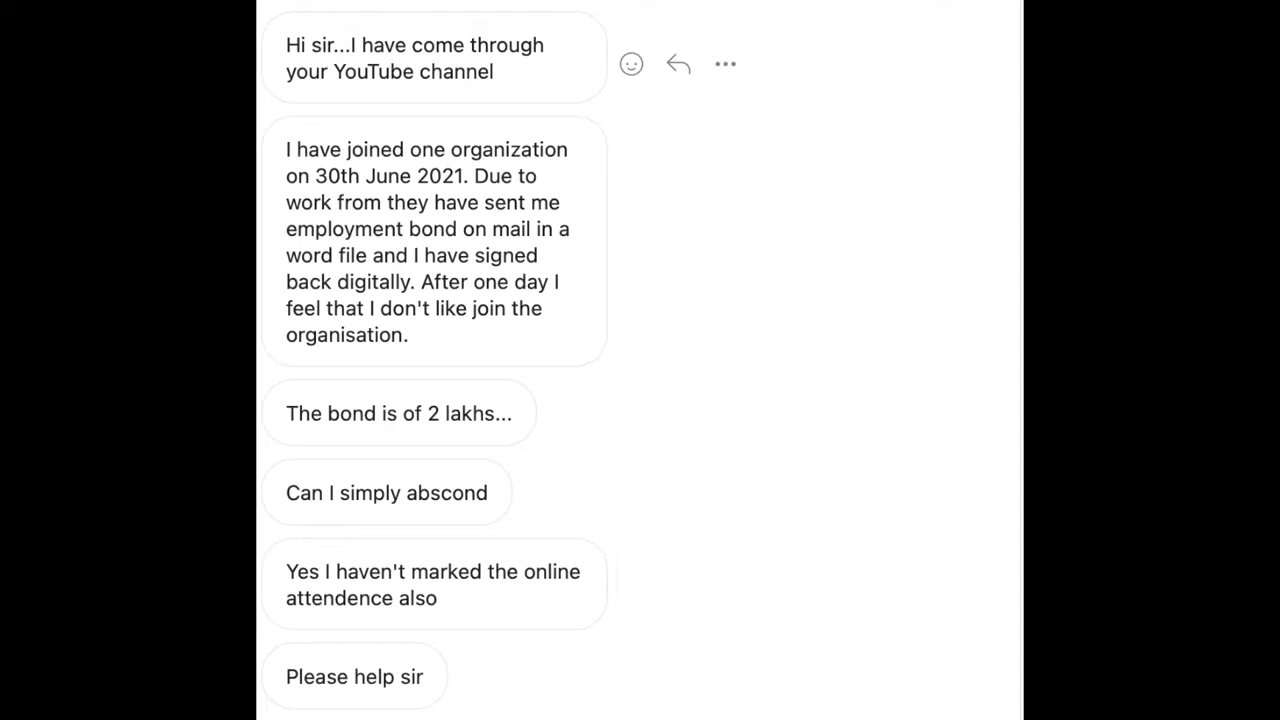 Hi sir...I have come through
your YouTube channel
I have joined one organization
on 30th June 2021. Due to
work from they have sent me
employment bond on mail in a
word file and I have signed
back digitally. After one day I
feel that I don't like join the
organisation.
The bond is of 2 lakhs...
Can I simply abscond
Yes I haven't marked the online
attendence also
Please help sir